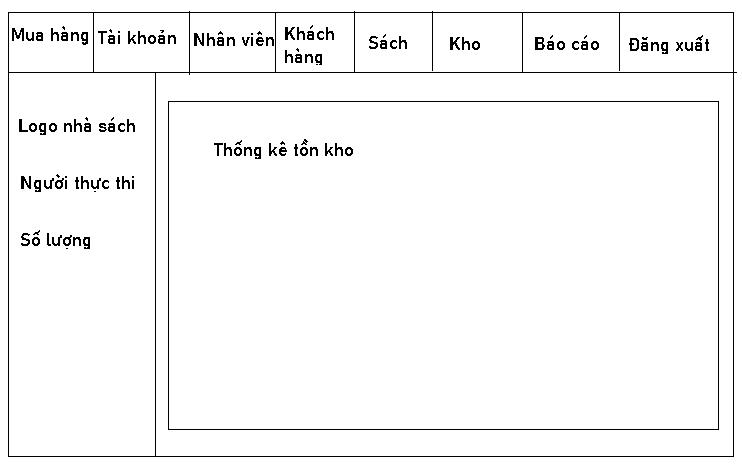 Mua hàng
Tài khoản
Nhân viên
Khách
hàng
Sách
Kho
Báo cáo
Đăng xuất
Logo nhà sách
Người thực thi
Số lượng
Thống kê tồn kho